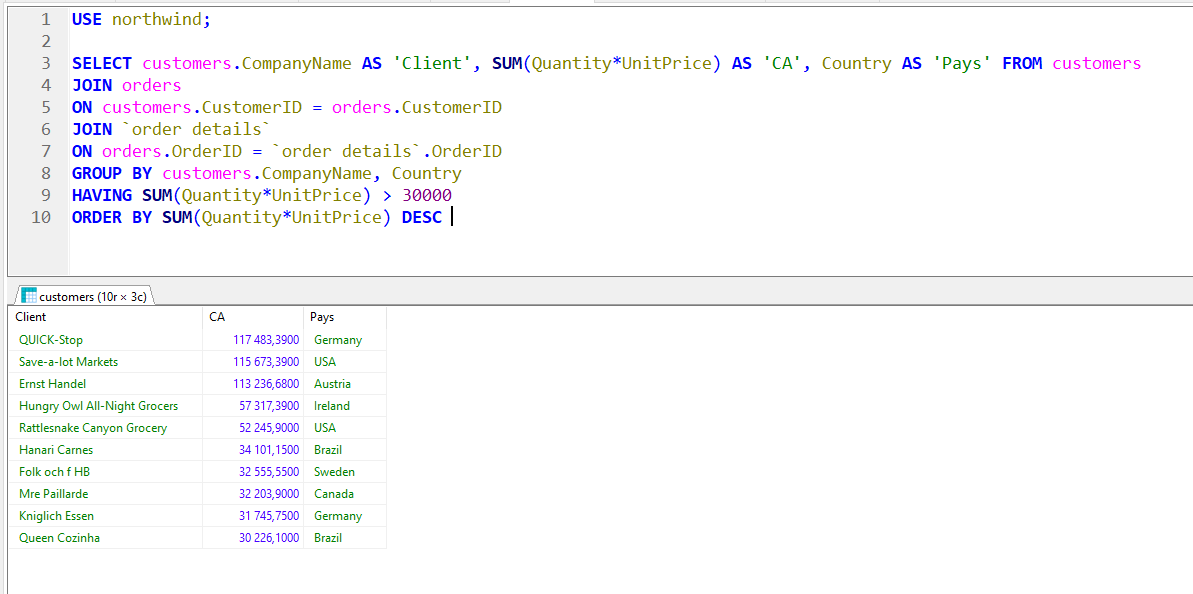 1 USE northwind;
2
3 SELECT customers.CompanyName AS 'Client', SUM(Quantity*UnitPrice) AS 'CA', Country AS 'Pays' FROM customers
4 JOIN orders
5 ON customers.CustomerID = orders.CustomerID
6 JOIN `order details`
7 ON orders.OrderID = `order details`.OrderID
8 GROUP BY customers.CompanyName, Country
9 HAVING SUM(Quantity*UnitPrice) > 30000
10 ORDER BY SUM(Quantity*UnitPrice) DESC
customers (10r × 3c)
Client CA Pays
QUICK-Stop 117 483,3900 Germany
Save-a-lot Markets 115 673,3900 USA
Ernst Handel 113 236,6800 Austria
Hungry Owl All-Night Grocers 57 317,3900 Ireland
Rattlesnake Canyon Grocery 52 245,9000 USA
Hanari Carnes 34 101,1500 Brazil
Folk och f HB 32 555,5500 Sweden
Mre Paillarde 32 203,9000 Canada
Kniglich Essen 31 745,7500 Germany
Queen Cozinha 30 226,1000 Brazil